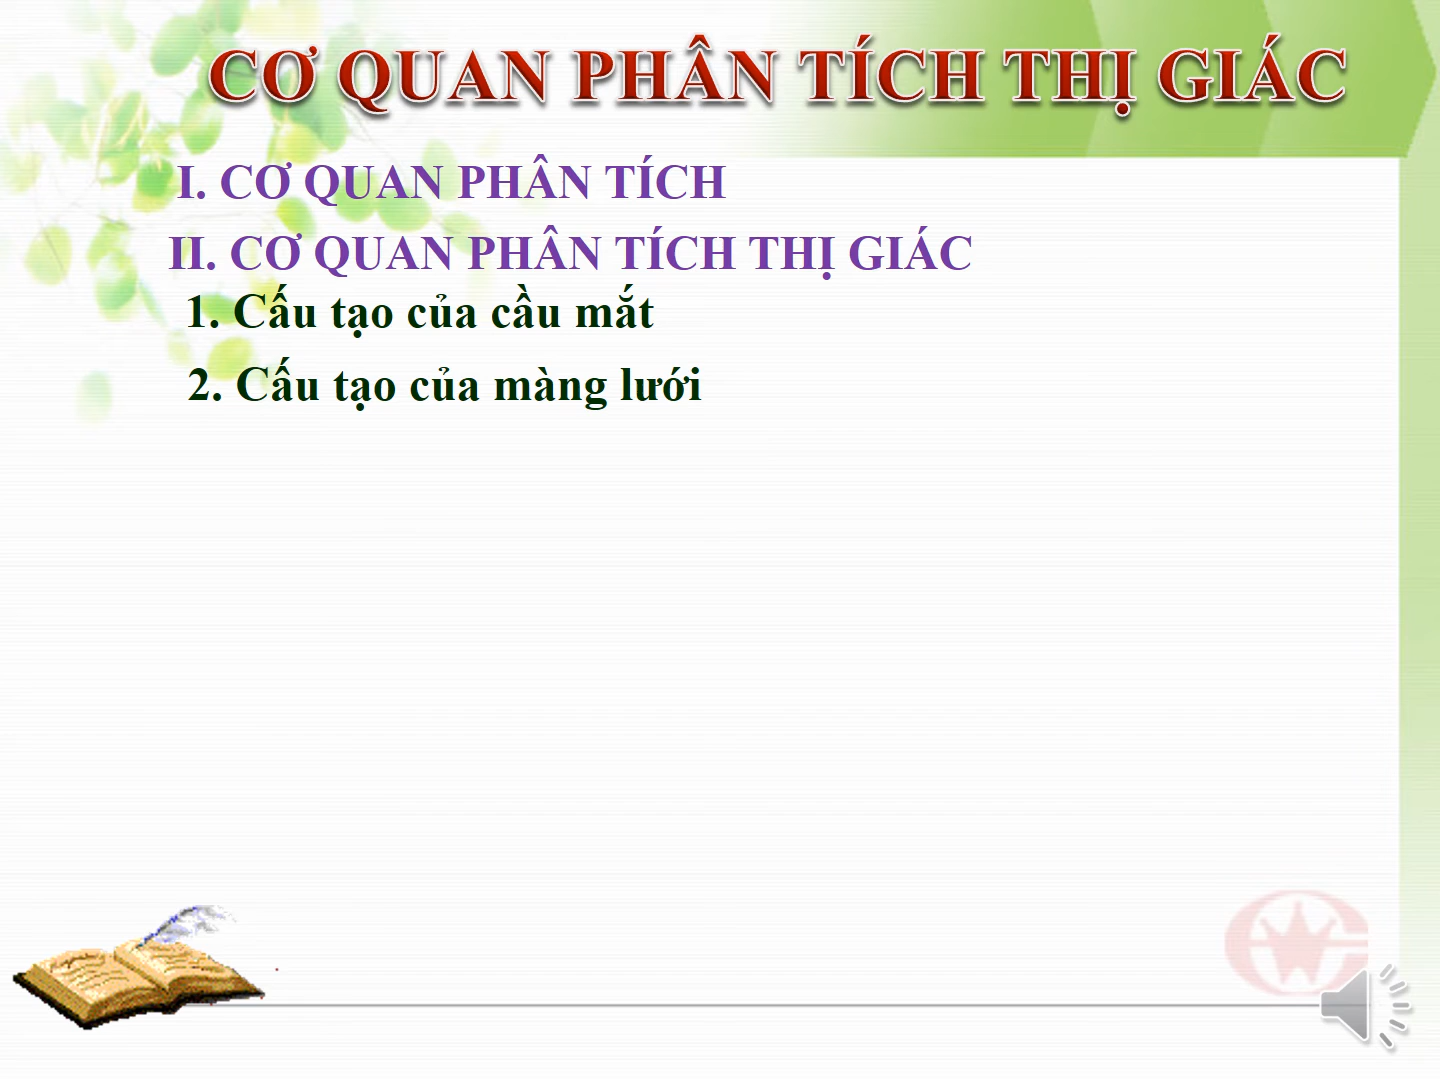 CƠ QUAN PHÂN TÍCH THỊ GIÁC
I. CƠ QUAN PHÂN TÍCH
II. CƠ QUAN PHÂN TÍCH THỊ GIÁC
1. Cấu tạo của cầu mắt
2. Cấu tạo của màng lưới